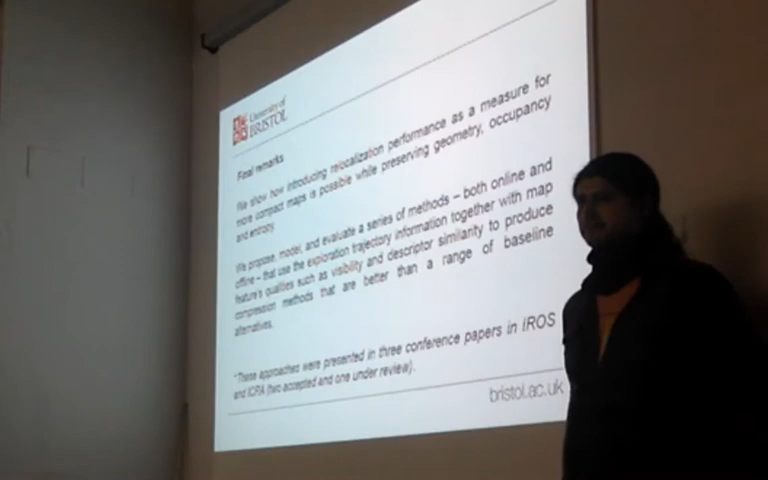 University of
BRISTOL
Final remarks
We show how introducing relocalization performance as a measure for
more compact maps is possible while preserving geometry, occupancy
and entropy.
We propose, model, and evaluate a series of methods – both online and
offline – that use the exploration trajectory information together with map
feature's qualities such as visibility and descriptor similarity to produce
compression methods that are better than a range of baseline
alternatives.
*These approaches were presented in three conference papers in IROS
and ICRA (two accepted and one under review).
bristol.ac.uk